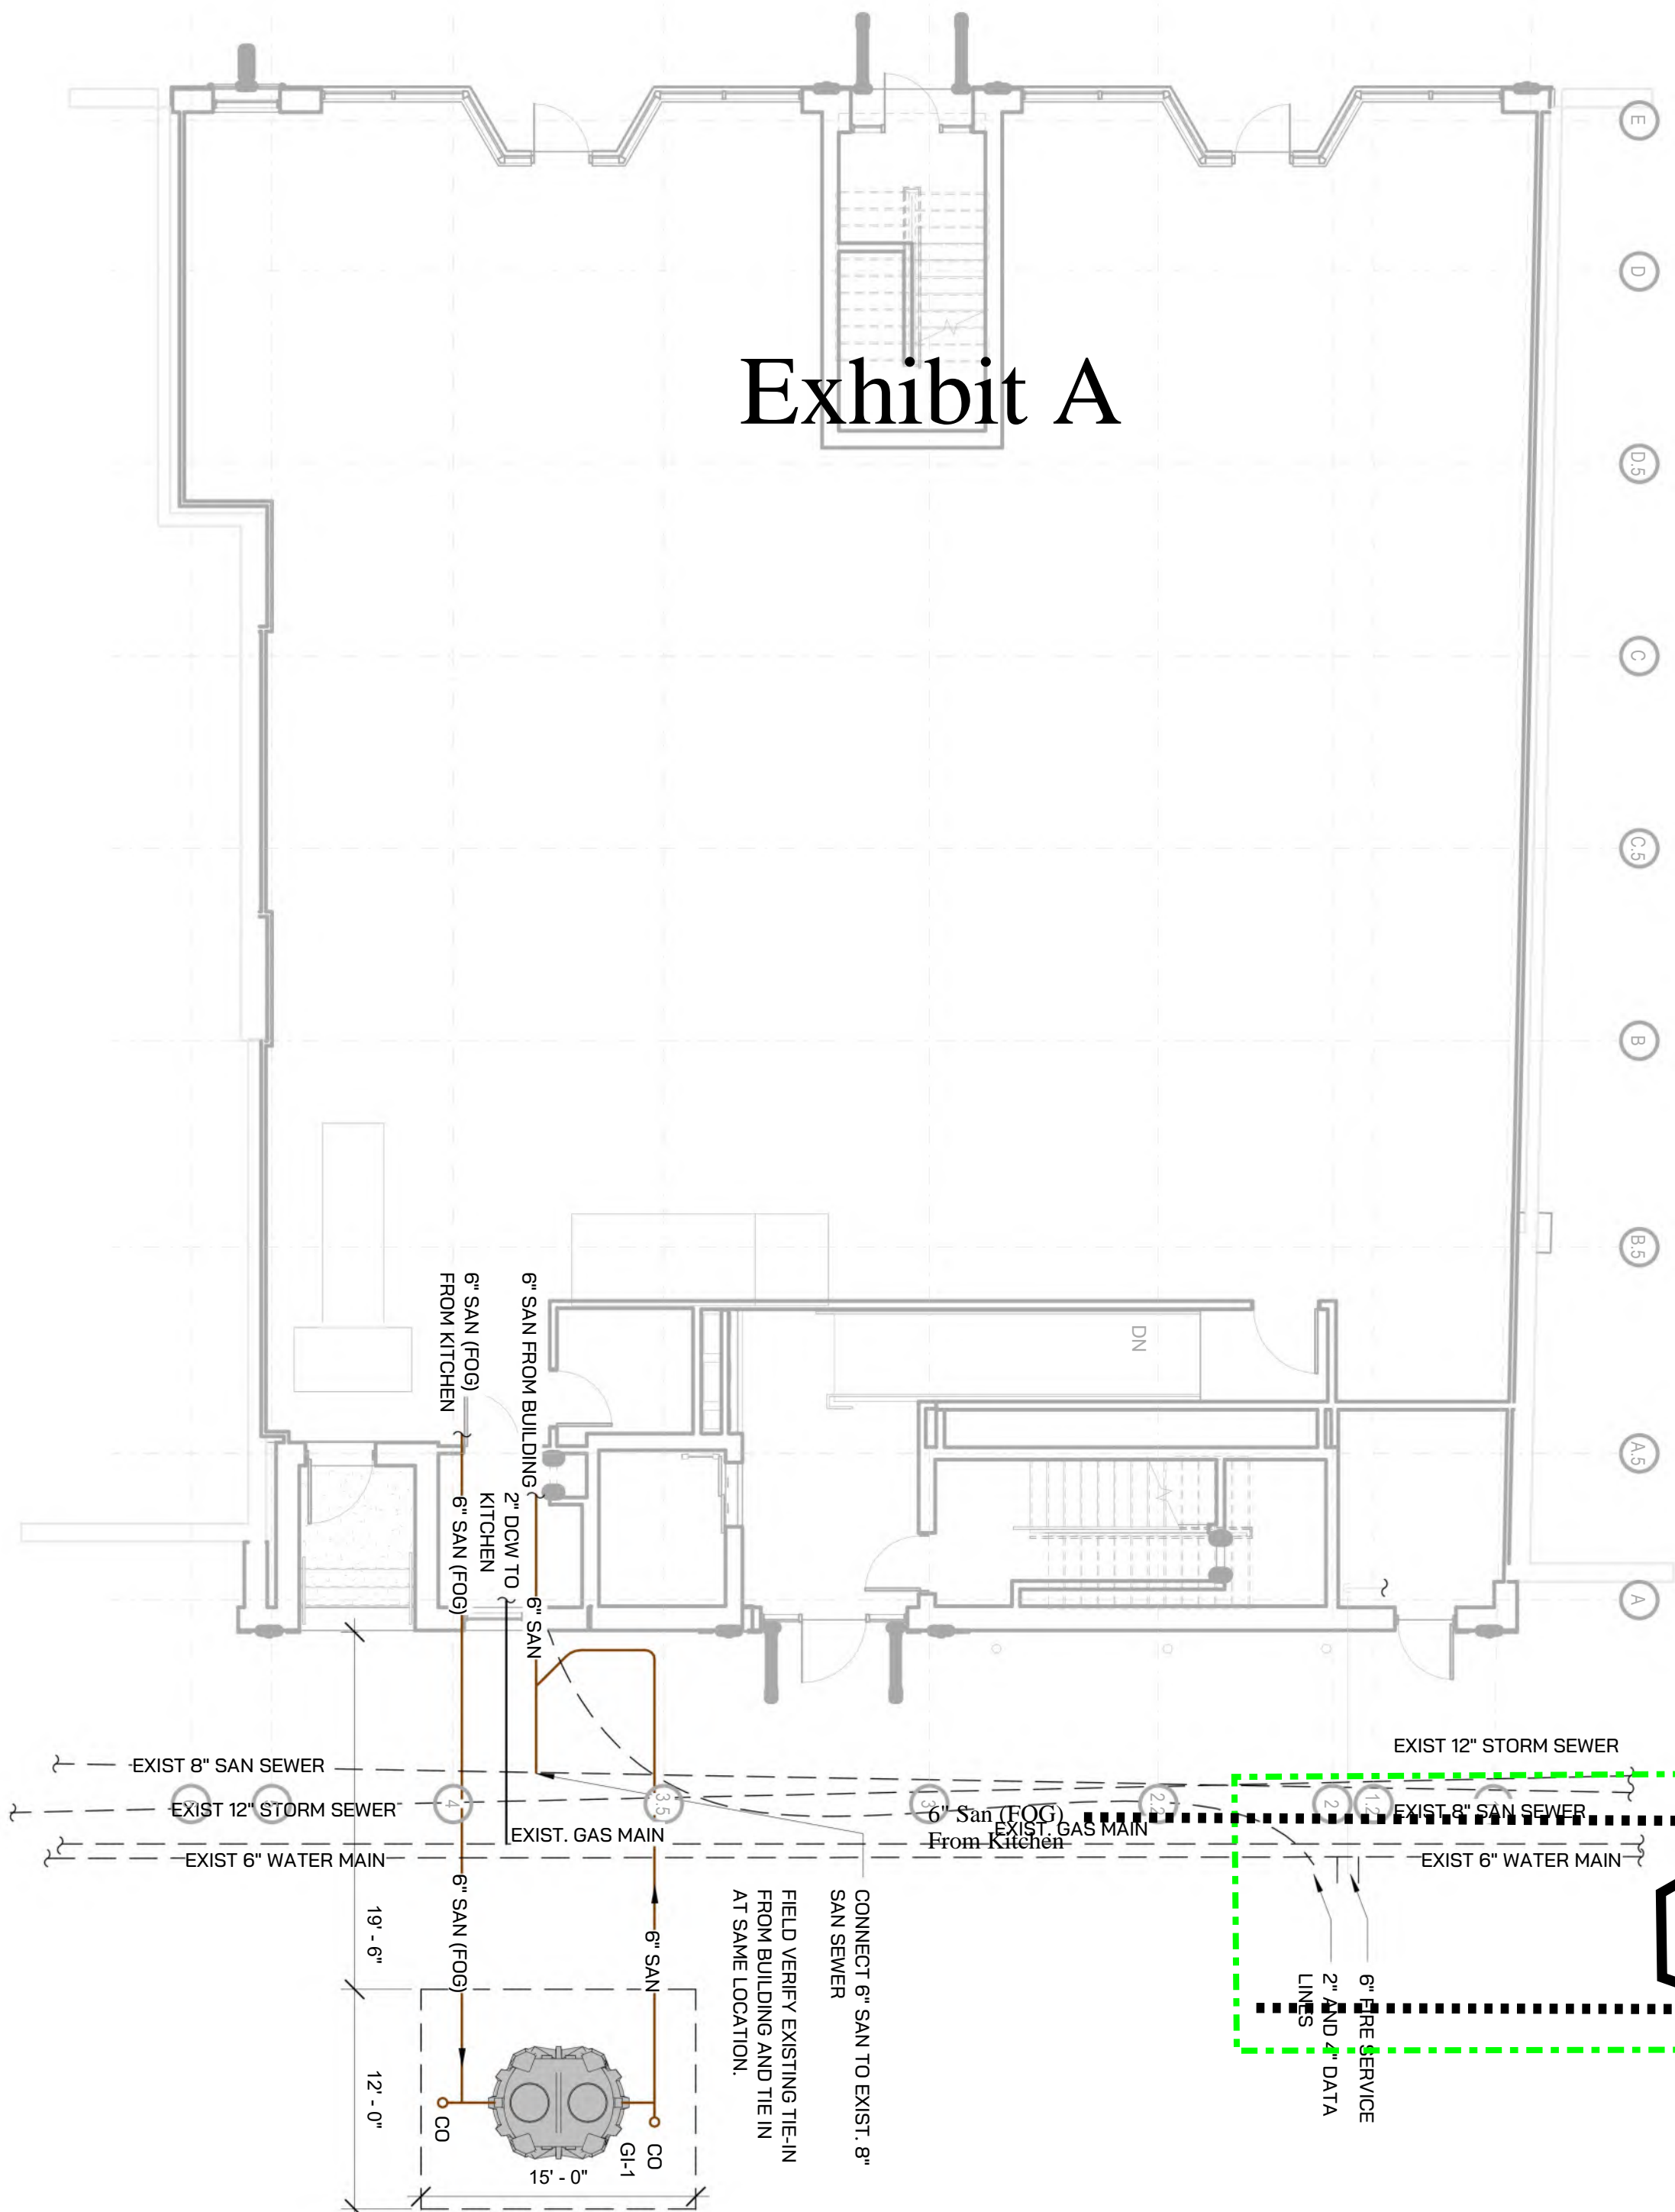 E
D
Exhibit A
D.5
C
C.5
B
B.5
6" SAN (FOG)
FROM KITCHEN
6" SAN FROM BUILDING
DN
A.5
6" SAN (FOG)
2" DCW TO
KITCHEN
6" SAN
A
EXIST 8" SAN SEWER
EXIST 12" STORM SEWER
4
3.5
3
2.2
2
1.2
EXIST 12" STORM SEWER
EXIST 8" SAN SEWER
6" San (FOG)
From Kitchen
EXIST. GAS MAIN
EXIST. GAS MAIN
EXIST 6" WATER MAIN
EXIST 6" WATER MAIN
19' - 6"
6" SAN (FOG)
6" SAN
FIELD VERIFY EXISTING TIE-IN
FROM BUILDING AND TIE IN
AT SAME LOCATION.
CONNECT 6" SAN TO EXIST. 8"
SAN SEWER
2" AND 4" DATA
LINES
6" FIRE SERVICE
12' - 0"
CO
CO
GI-1
15' - 0"